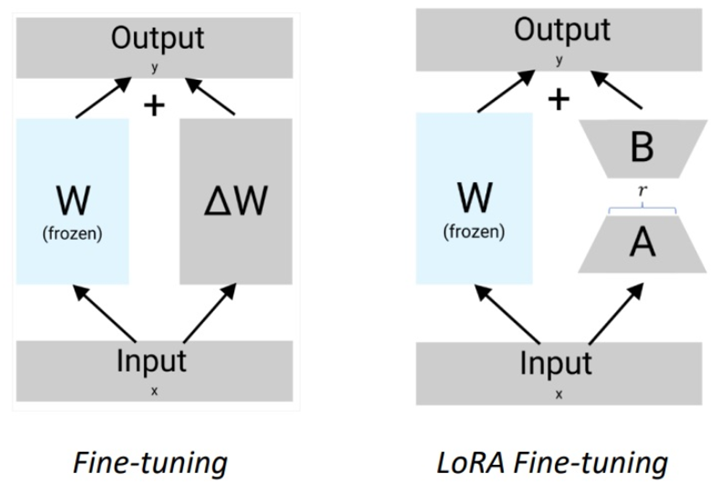 Output
y
+
W
(frozen)
ΔW
Input
x
Fine-tuning
Output
y
+
W
(frozen)
B
r
A
Input
x
LoRA Fine-tuning